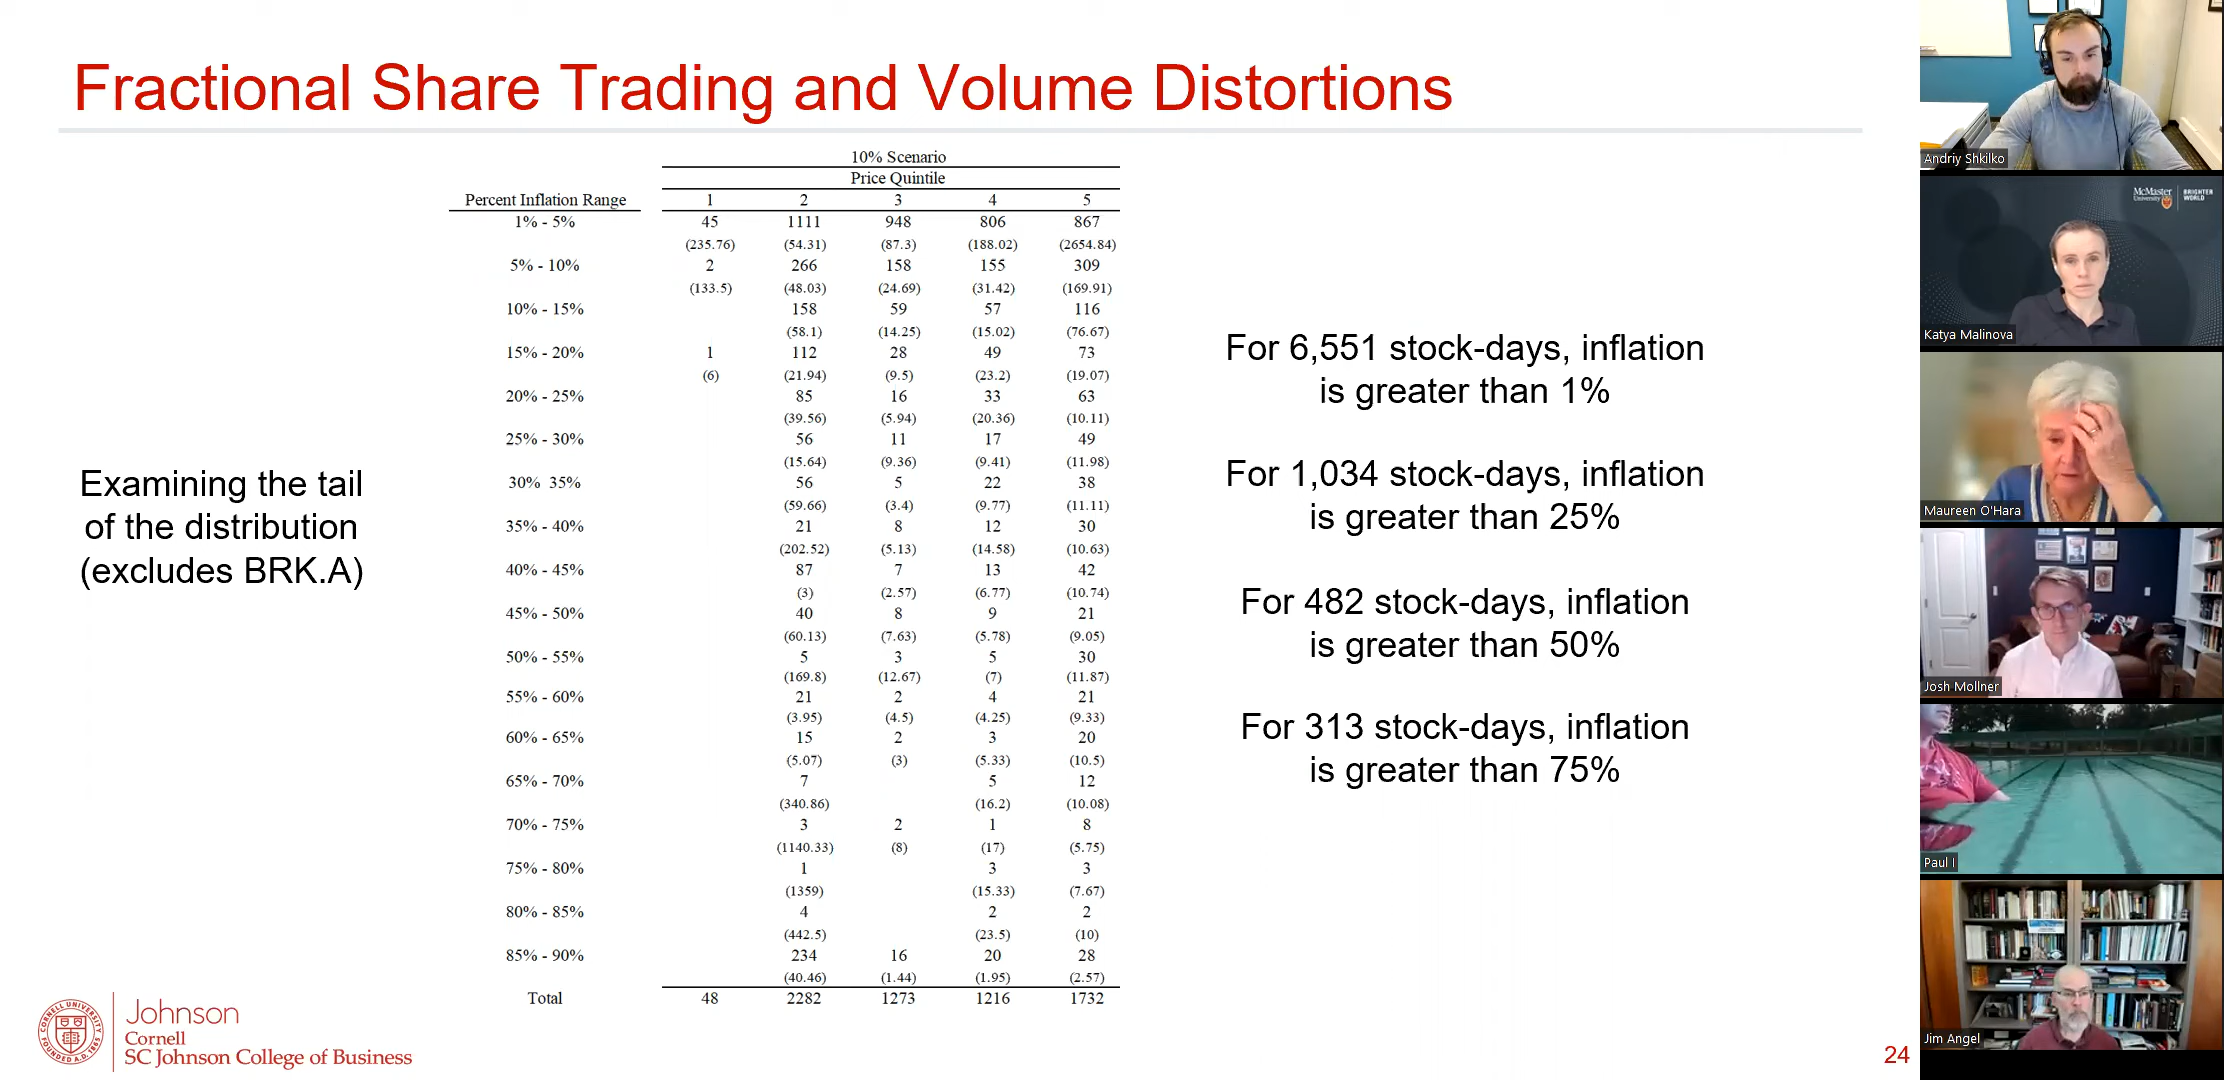 Fractional Share Trading and Volume Distortions
10% Scenario
Price Quintile
Percent Inflation Range 1 2 3 4 5
1% - 5% 45 1111 948 806 867
(235.76) (54.31) (87.3) (188.02) (2654.84)
5% - 10% 2 266 158 155 309
(133.5) (48.03) (24.69) (31.42) (169.91)
10% - 15% 158 59 57 116
(58.1) (14.25) (15.02) (76.67)
15% - 20% 1 112 28 49 73
(6) (21.94) (9.5) (23.2) (19.07)
20% - 25% 85 16 33 63
(39.56) (5.94) (20.36) (10.11)
25% - 30% 56 11 17 49
(15.64) (9.36) (9.41) (11.98)
30% 35% 56 5 22 38
(59.66) (3.4) (9.77) (11.11)
35% - 40% 21 8 12 30
(202.52) (5.13) (14.58) (10.63)
40% - 45% 87 7 13 42
(3) (2.57) (6.77) (10.74)
45% - 50% 40 8 9 21
(60.13) (7.63) (5.78) (9.05)
50% - 55% 5 3 5 30
(169.8) (12.67) (7) (11.87)
55% - 60% 21 2 4 21
(3.95) (4.5) (4.25) (9.33)
60% - 65% 15 2 3 20
(5.07) (3) (5.33) (10.5)
65% - 70% 7 5 12
(340.86) (16.2) (10.08)
70% - 75% 3 2 1 8
(1140.33) (8) (17) (5.75)
75% - 80% 1 3 3
(1359) (15.33) (7.67)
80% - 85% 4 2 2
(442.5) (23.5) (10)
85% - 90% 234 16 20 28
(40.46) (1.44) (1.95) (2.57)
Total 48 2282 1273 1216 1732
Examining the tail
of the distribution
(excludes BRK.A)
For 6,551 stock-days, inflation
is greater than 1%
For 1,034 stock-days, inflation
is greater than 25%
For 482 stock-days, inflation
is greater than 50%
For 313 stock-days, inflation
is greater than 75%
Johnson
Cornell
SC Johnson College of Business
24
Andriy Shkilko
McMaster
University
BRIGHTER
WORLD
Katya Malinova
Maureen O'Hara
Josh Mollner
Paul I
Jim Angel